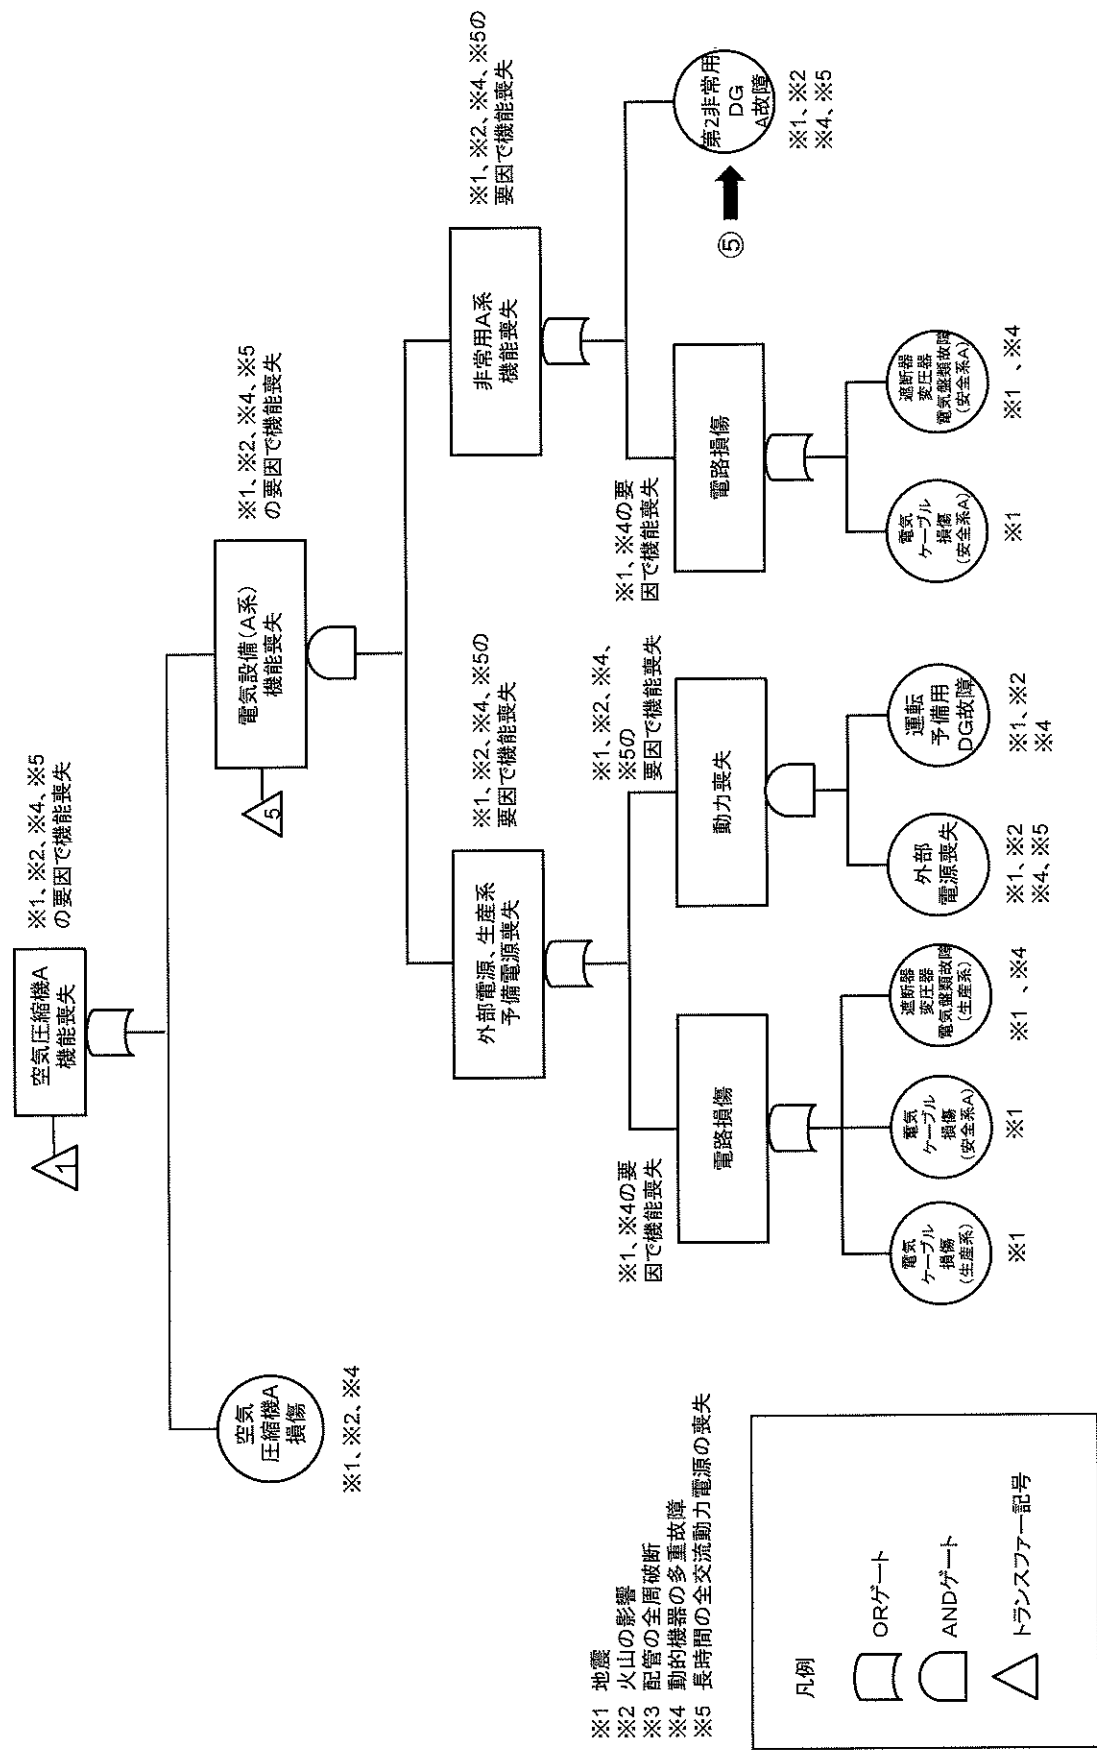 空気圧縮機A
機能喪失
※1、※2、※4、※5
の要因で機能喪失
1
空気
圧縮機A
損傷
※1、※2、※4
電気設備(A系)
機能喪失
※1、※2、※4、※5
の要因で機能喪失
5
外部電源、生産系
予備電源喪失
※1、※2、※4、※5の
要因で機能喪失
非常用A系
機能喪失
※1、※2、※4、※5の
要因で機能喪失
電路損傷
※1、※4の要
因で機能喪失
動力喪失
※1、※2、※4、
※5の
要因で機能喪失
電路損傷
※1、※4の要
因で機能喪失
第2非常用
DG
A故障
※1、※2
※4、※5
⑤
電気
ケーブル
損傷
(生産系)
※1
電気
ケーブル
損傷
(安全系A)
※1
遮断器
変圧器
電気盤類故障
(生産系)
※1 、※4
外部
電源喪失
※1、※2
※4、※5
運転
予備用
DG故障
※1、※2
※4
電気
ケーブル
損傷
(安全系A)
※1
遮断器
変圧器
電気盤類故障
(安全系A)
※1 、※4
※1 地震
※2 火山の影響
※3 配管の全周破断
※4 動的機器の多重故障
※5 長時間の全交流動力電源の喪失
凡例
ORゲート
ANDゲート
トランスファー記号